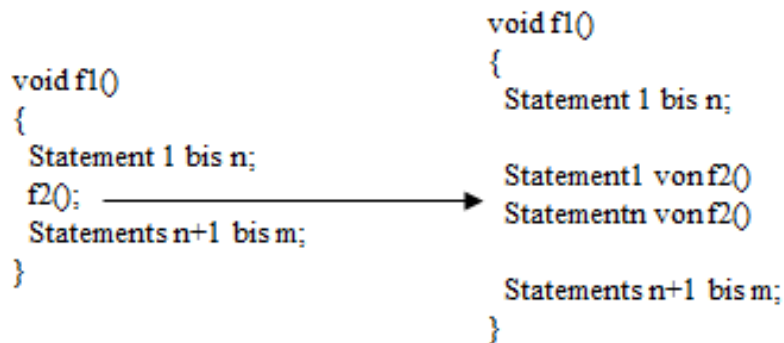 void f1()
{
Statement 1 bis n;
f2();
Statements n+1 bis m;
}
void f1()
{
Statement 1 bis n;
Statement1 von f2()
Statementn von f2()
Statements n+1 bis m;
}